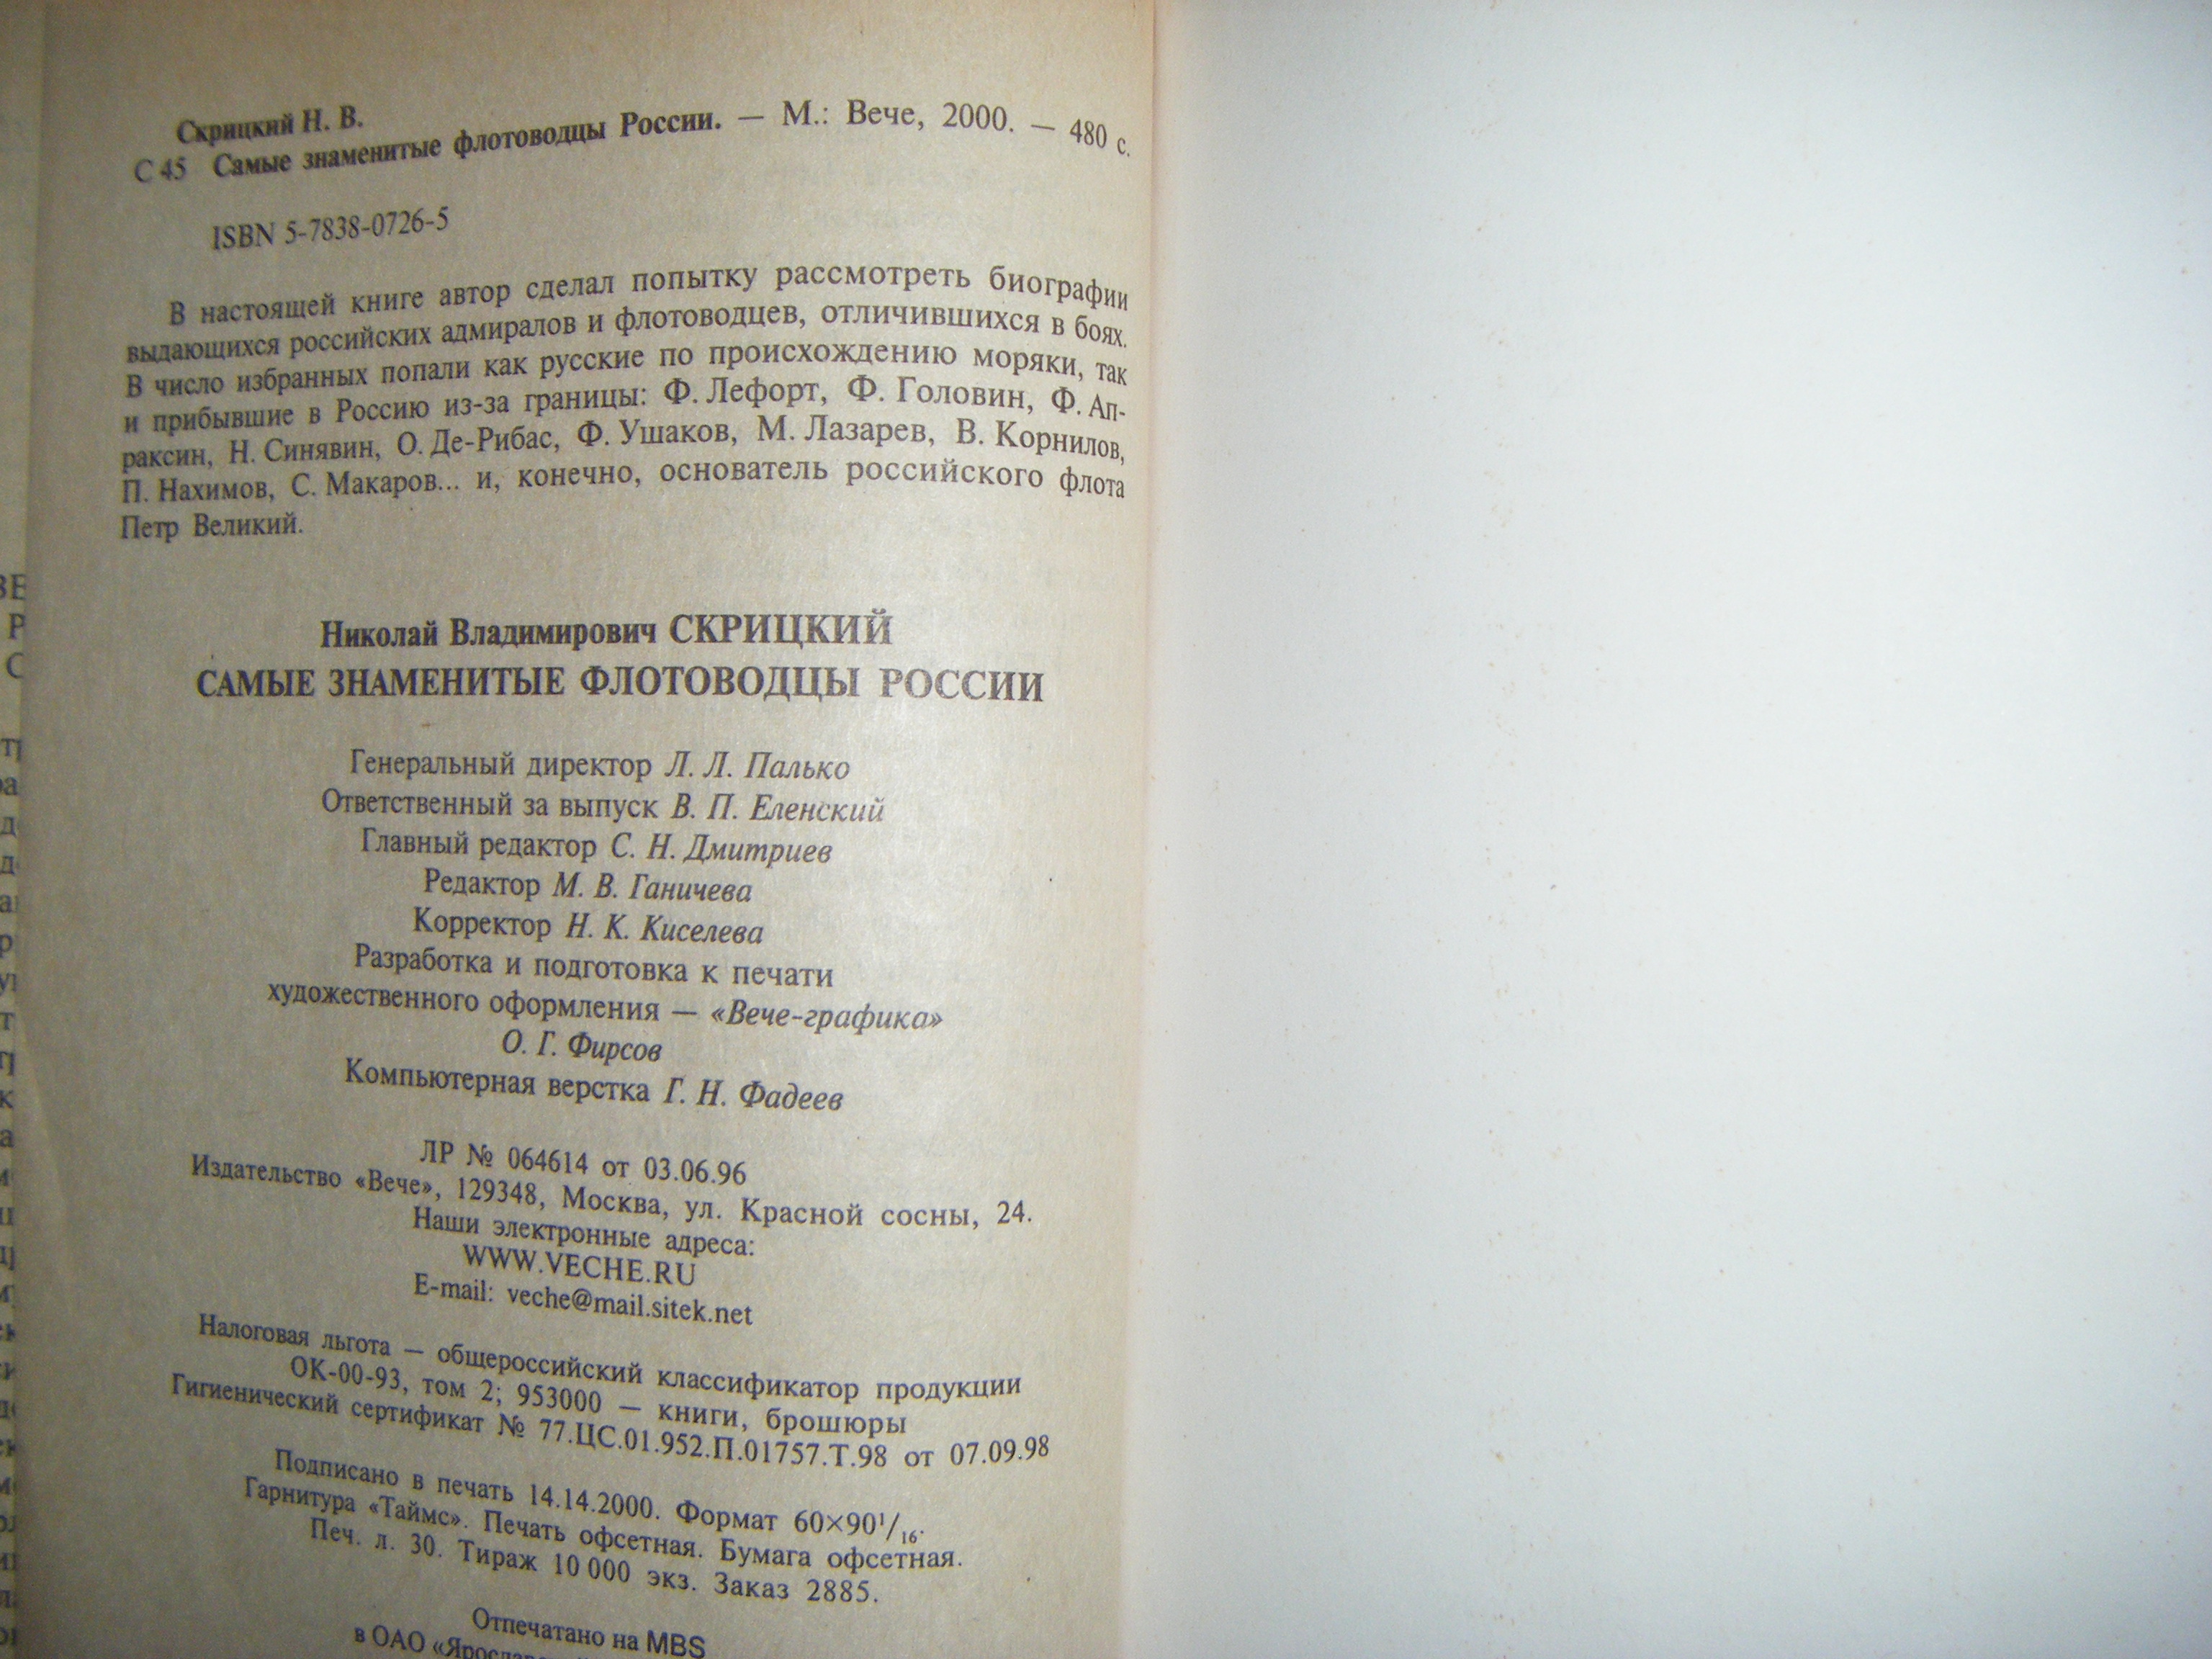 Скрицкий Н. В.
С 45 Самые знаменитые флотоводцы России. — М.: Вече, 2000. — 480 с.
ISBN 5-7838-0726-5
В настоящей книге автор сделал попытку рассмотреть биографии
выдающихся российских адмиралов и флотоводцев, отличившихся в боях.
В число избранных попали как русские по происхождению моряки, так
и прибывшие в Россию из-за границы: Ф. Лефорт, Ф. Головин, Ф. Ап-
раксин, Н. Синявин, О. Де-Рибас, Ф. Ушаков, М. Лазарев, В. Корнилов,
П. Нахимов, С. Макаров... и, конечно, основатель российского флота
Петр Великий.
Николай Владимирович СКРИЦКИЙ
САМЫЕ ЗНАМЕНИТЫЕ ФЛОТОВОДЦЫ РОССИИ
Генеральный директор Л. Л. Палько
Ответственный за выпуск В. П. Еленский
Главный редактор С. Н. Дмитриев
Редактор М. В. Ганичева
Корректор Н. К. Киселева
Разработка и подготовка к печати
художественного оформления — «Вече-графика»
О. Г. Фирсов
Компьютерная верстка Г. Н. Фадеев
ЛР № 064614 от 03.06.96
Издательство «Вече», 129348, Москва, ул. Красной сосны, 24.
Наши электронные адреса:
WWW.VECHE.RU
E-mail: veche@mail.sitek.net
Налоговая льгота — общероссийский классификатор продукции
ОК-00-93, том 2; 953000 — книги, брошюры
Гигиенический сертификат № 77.ЦС.01.952.П.01757.Т.98 от 07.09.98
Подписано в печать 14.14.2000. Формат 60×90¹/₁₆.
Гарнитура «Таймс». Печать офсетная. Бумага офсетная.
Печ. л. 30. Тираж 10 000 экз. Заказ 2885.
Отпечатано на MBS
в ОАО